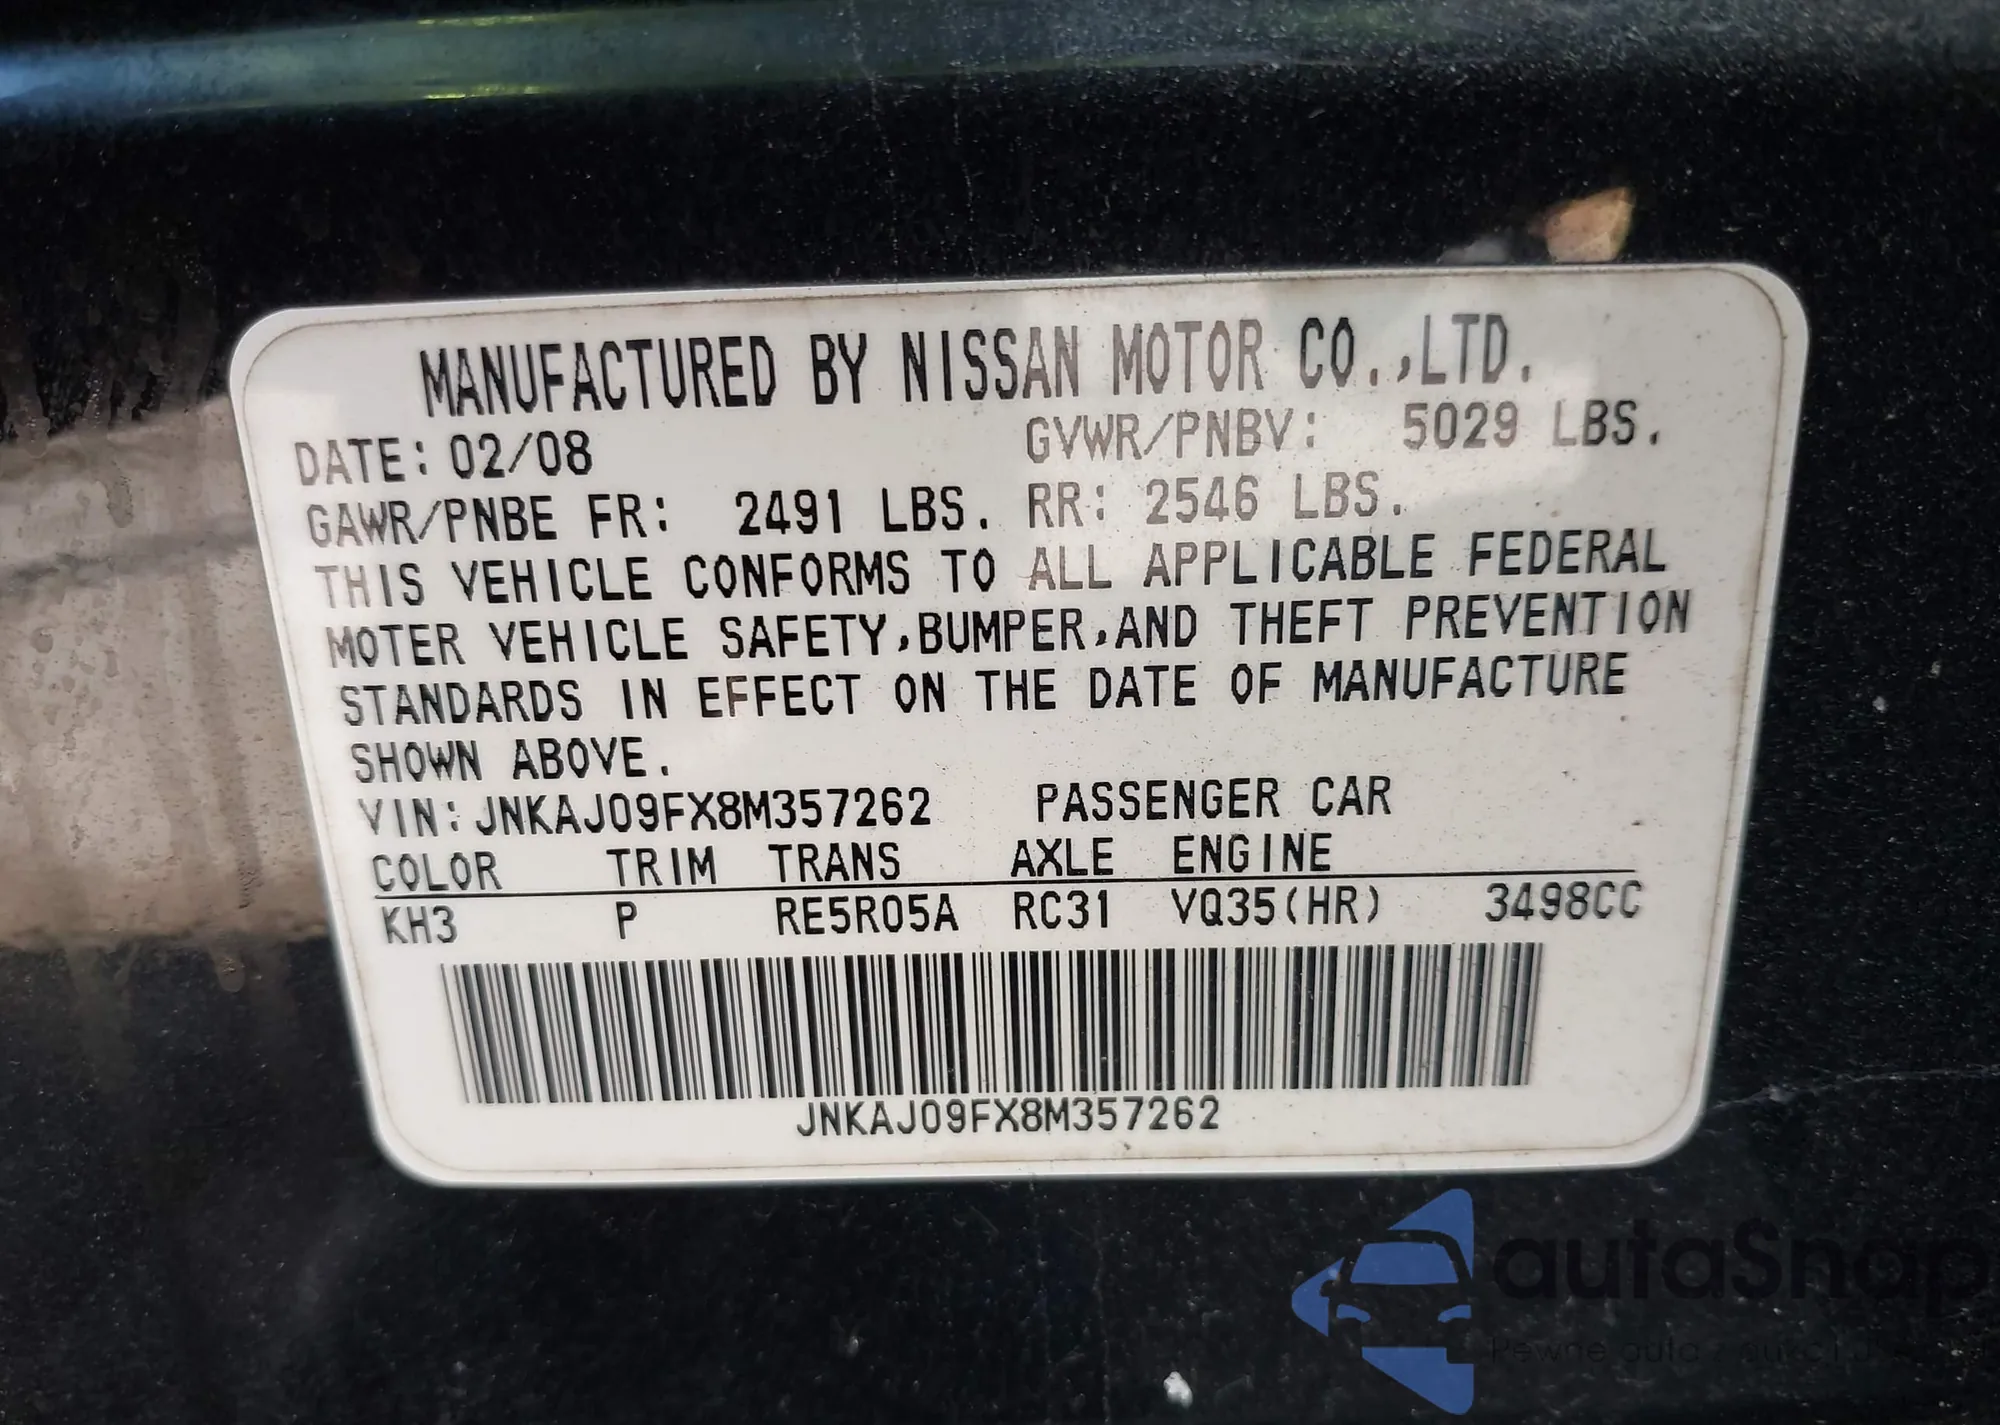 MANUFACTURED BY NISSAN MOTOR CO.,LTD.
DATE: 02/08 GVWR/PNBV: 5029 LBS.
GAWR/PNBE FR: 2491 LBS. RR: 2546 LBS.
THIS VEHICLE CONFORMS TO ALL APPLICABLE FEDERAL
MOTER VEHICLE SAFETY,BUMPER,AND THEFT PREVENTION
STANDARDS IN EFFECT ON THE DATE OF MANUFACTURE
SHOWN ABOVE.
VIN: JNKAJ09FX8M357262 PASSENGER CAR
COLOR TRIM TRANS AXLE ENGINE
KH3 P RE5R05A RC31 VQ35(HR) 3498CC
JNKAJ09FX8M357262
autaSnap
Pewne auta z